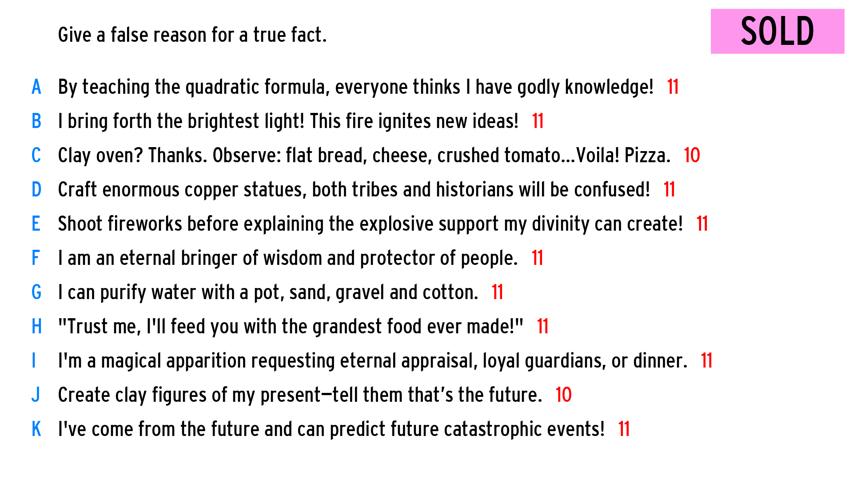 Give a false reason for a true fact.
SOLD
A By teaching the quadratic formula, everyone thinks I have godly knowledge! 11
B I bring forth the brightest light! This fire ignites new ideas! 11
C Clay oven? Thanks. Observe: flat bread, cheese, crushed tomato...Voila! Pizza. 10
D Craft enormous copper statues, both tribes and historians will be confused! 11
E Shoot fireworks before explaining the explosive support my divinity can create! 11
F I am an eternal bringer of wisdom and protector of people. 11
G I can purify water with a pot, sand, gravel and cotton. 11
H "Trust me, I'll feed you with the grandest food ever made!" 11
I I'm a magical apparition requesting eternal appraisal, loyal guardians, or dinner. 11
J Create clay figures of my present—tell them that's the future. 10
K I've come from the future and can predict future catastrophic events! 11